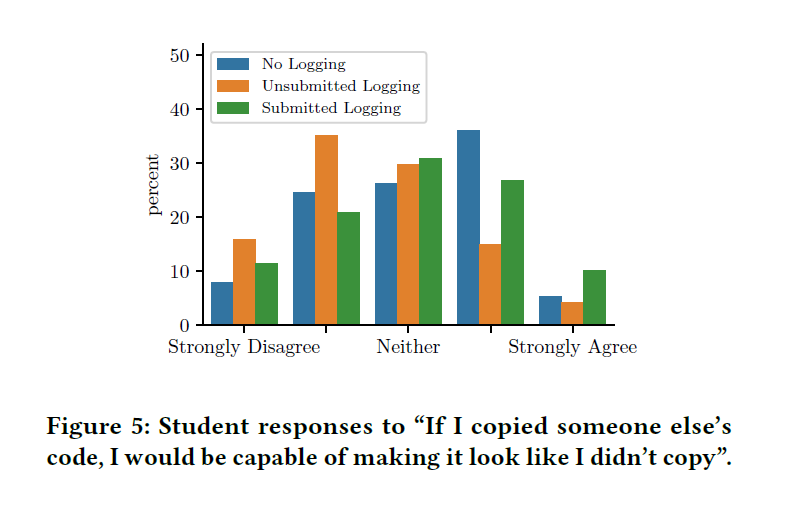 50
No Logging
Unsubmitted Logging
40
Submitted Logging
30
percent
20
10
0
Strongly Disagree Neither Strongly Agree
Figure 5: Student responses to “If I copied someone else’s
code, I would be capable of making it look like I didn’t copy”.